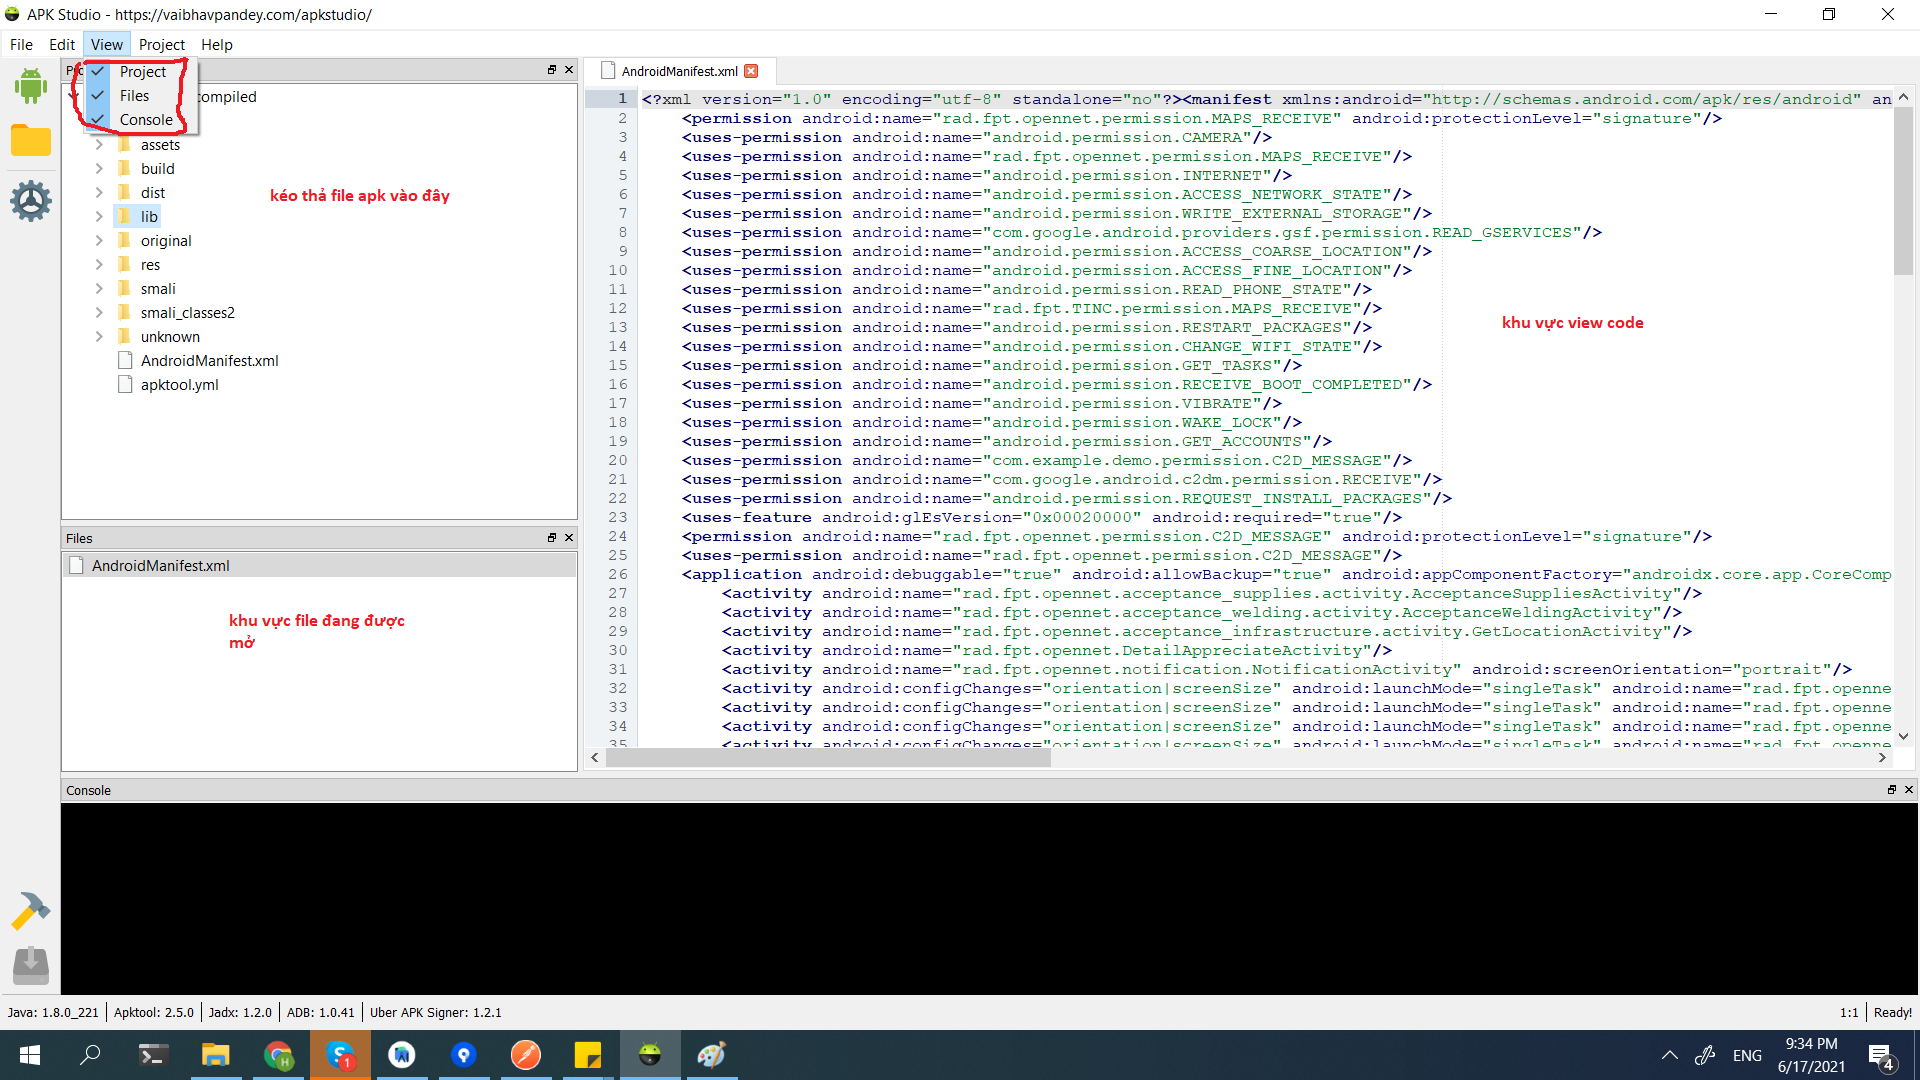 APK Studio - https://vaibhavpandey.com/apkstudio/
File Edit View Project Help
Project
Files
Console
compiled
assets
build
dist
lib
original
res
smali
smali_classes2
unknown
AndroidManifest.xml
apktool.yml
kéo thả file apk vào đây
Files
AndroidManifest.xml
khu vực file đang được
mở
AndroidManifest.xml
1 <?xml version="1.0" encoding="utf-8" standalone="no"?><manifest xmlns:android="http://schemas.android.com/apk/res/android" an
2 <permission android:name="rad.fpt.opennet.permission.MAPS_RECEIVE" android:protectionLevel="signature"/>
3 <uses-permission android:name="android.permission.CAMERA"/>
4 <uses-permission android:name="rad.fpt.opennet.permission.MAPS_RECEIVE"/>
5 <uses-permission android:name="android.permission.INTERNET"/>
6 <uses-permission android:name="android.permission.ACCESS_NETWORK_STATE"/>
7 <uses-permission android:name="android.permission.WRITE_EXTERNAL_STORAGE"/>
8 <uses-permission android:name="com.google.android.providers.gsf.permission.READ_GSERVICES"/>
9 <uses-permission android:name="android.permission.ACCESS_COARSE_LOCATION"/>
10 <uses-permission android:name="android.permission.ACCESS_FINE_LOCATION"/>
11 <uses-permission android:name="android.permission.READ_PHONE_STATE"/>
12 <uses-permission android:name="rad.fpt.TINC.permission.MAPS_RECEIVE"/>
13 <uses-permission android:name="android.permission.RESTART_PACKAGES"/>
14 <uses-permission android:name="android.permission.CHANGE_WIFI_STATE"/>
15 <uses-permission android:name="android.permission.GET_TASKS"/>
16 <uses-permission android:name="android.permission.RECEIVE_BOOT_COMPLETED"/>
17 <uses-permission android:name="android.permission.VIBRATE"/>
18 <uses-permission android:name="android.permission.WAKE_LOCK"/>
19 <uses-permission android:name="android.permission.GET_ACCOUNTS"/>
20 <uses-permission android:name="com.example.demo.permission.C2D_MESSAGE"/>
21 <uses-permission android:name="com.google.android.c2dm.permission.RECEIVE"/>
22 <uses-permission android:name="android.permission.REQUEST_INSTALL_PACKAGES"/>
23 <uses-feature android:glEsVersion="0x00020000" android:required="true"/>
24 <permission android:name="rad.fpt.opennet.permission.C2D_MESSAGE" android:protectionLevel="signature"/>
25 <uses-permission android:name="rad.fpt.opennet.permission.C2D_MESSAGE"/>
26 <application android:debuggable="true" android:allowBackup="true" android:appComponentFactory="androidx.core.app.CoreComp
27 <activity android:name="rad.fpt.opennet.acceptance_supplies.activity.AcceptanceSuppliesActivity"/>
28 <activity android:name="rad.fpt.opennet.acceptance_welding.activity.AcceptanceWeldingActivity"/>
29 <activity android:name="rad.fpt.opennet.acceptance_infrastructure.activity.GetLocationActivity"/>
30 <activity android:name="rad.fpt.opennet.DetailAppreciateActivity"/>
31 <activity android:name="rad.fpt.opennet.notification.NotificationActivity" android:screenOrientation="portrait"/>
32 <activity android:configChanges="orientation|screenSize" android:launchMode="singleTask" android:name="rad.fpt.openne
33 <activity android:configChanges="orientation|screenSize" android:launchMode="singleTask" android:name="rad.fpt.openne
34 <activity android:configChanges="orientation|screenSize" android:launchMode="singleTask" android:name="rad.fpt.openne
35 <activity android:configChanges="orientation|screenSize" android:launchMode="singleTask" android:name="rad.fpt.openne
khu vực view code
Console
Java: 1.8.0_221 Apktool: 2.5.0 Jadx: 1.2.0 ADB: 1.0.41 Uber APK Signer: 1.2.1 1:1 Ready!
ENG
9:34 PM
6/17/2021
4
1